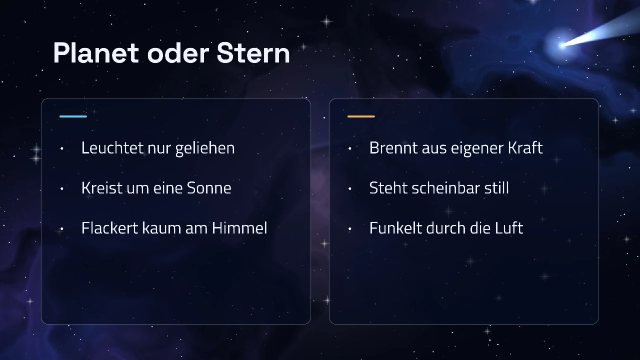 Planet oder Stern
Leuchtet nur geliehen
Kreist um eine Sonne
Flackert kaum am Himmel
Brennt aus eigener Kraft
Steht scheinbar still
Funkelt durch die Luft